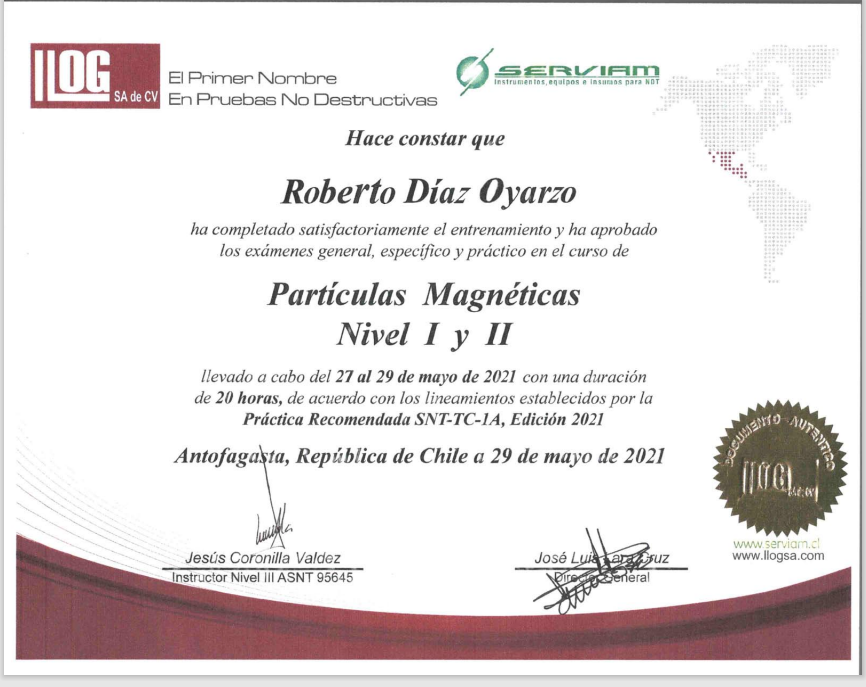 LLOG
SA de CV
El Primer Nombre
En Pruebas No Destructivas
SERVIAM
Instrumentos, equipos e insumos para NDT
Hace constar que
Roberto Díaz Oyarzo
ha completado satisfactoriamente el entrenamiento y ha aprobado
los exámenes general, específico y práctico en el curso de
Partículas Magnéticas
Nivel I y II
llevado a cabo del 27 al 29 de mayo de 2021 con una duración
de 20 horas, de acuerdo con los lineamientos establecidos por la
Práctica Recomendada SNT-TC-1A, Edición 2021
Antofagasta, República de Chile a 29 de mayo de 2021
DOCUMENTO AUTENTICO
LLOG
SA de CV
www.serviam.cl
www.llogsa.com
Jesús Coronilla Valdez
Instructor Nivel III ASNT 95645
José Luis Lara Cruz
Director General